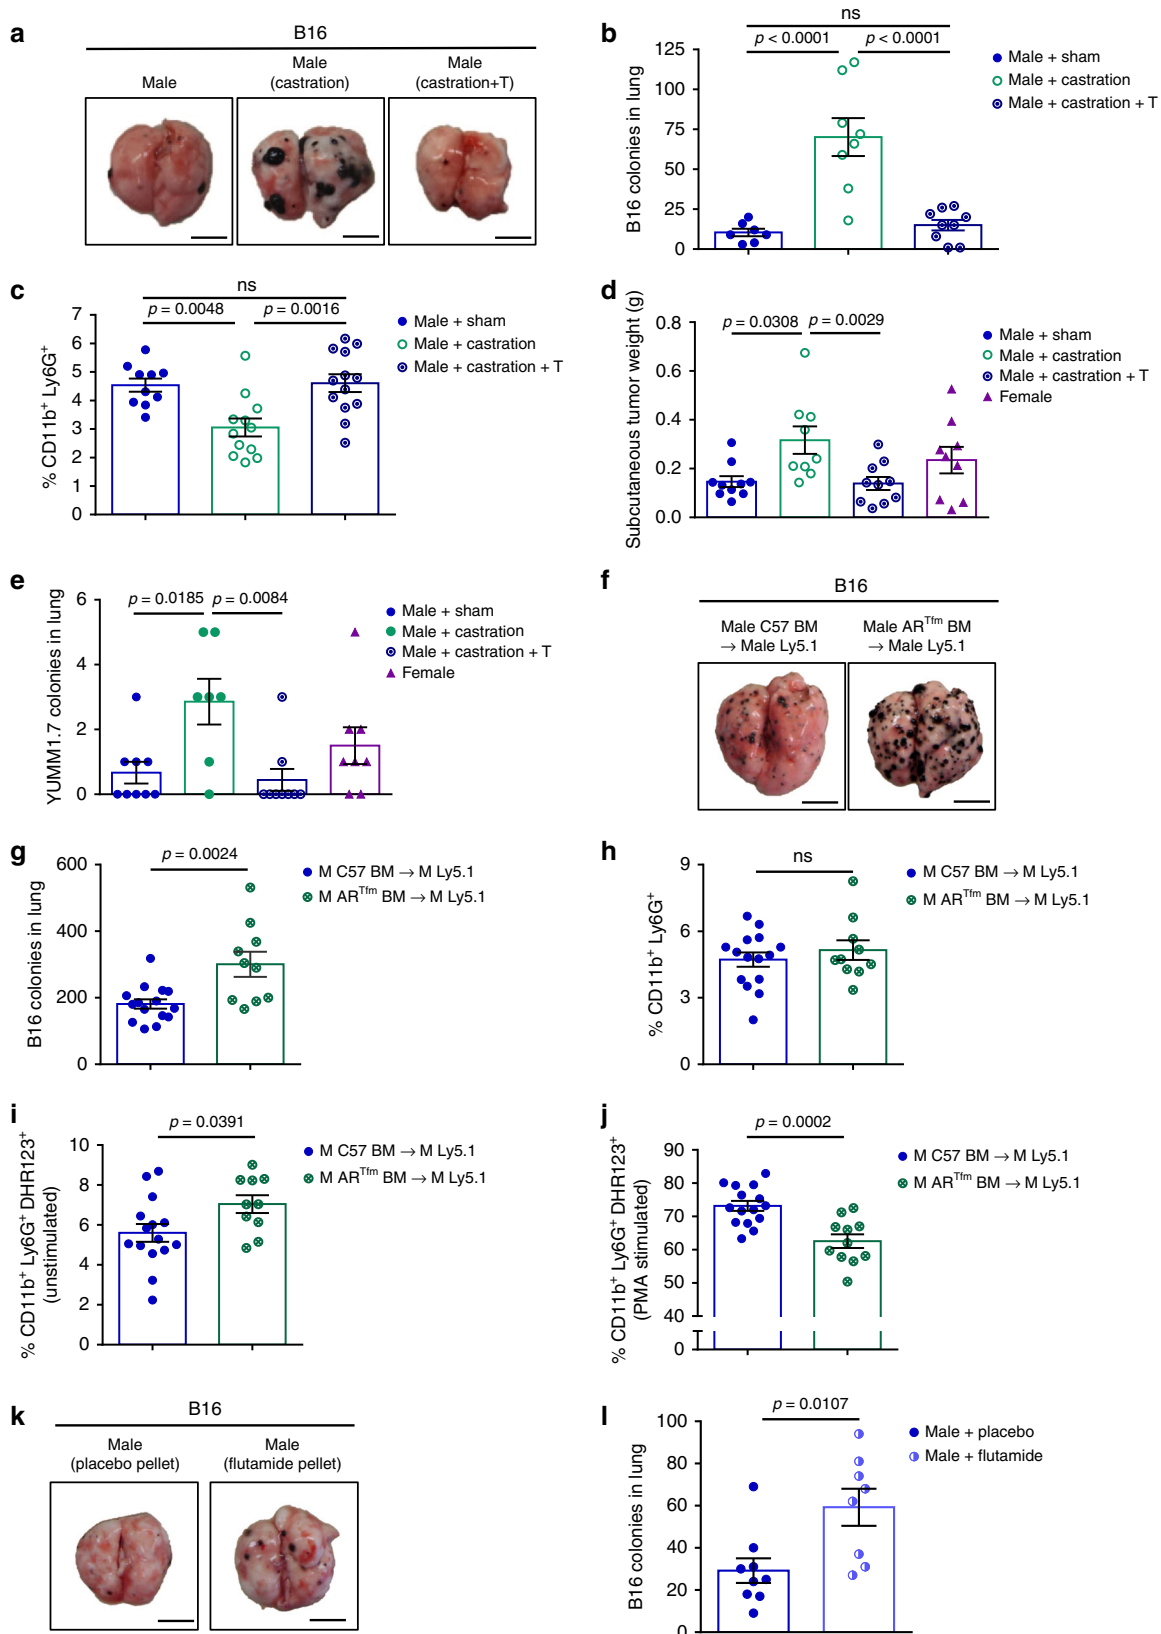 a
B16
Male
Male
(castration)
Male
(castration+T)
b
ns
p < 0.0001
p < 0.0001
B16 colonies in lung
125
100
75
50
25
0
Male + sham
Male + castration
Male + castration + T
c
ns
p = 0.0048
p = 0.0016
% CD11b⁺ Ly6G⁺
7
6
5
4
3
2
1
0
Male + sham
Male + castration
Male + castration + T
d
p = 0.0308
p = 0.0029
Subcutaneous tumor weight (g)
0.8
0.6
0.4
0.2
0.0
Male + sham
Male + castration
Male + castration + T
Female
e
p = 0.0185
p = 0.0084
YUMM1.7 colonies in lung
6
4
2
0
Male + sham
Male + castration
Male + castration + T
Female
f
B16
Male C57 BM
→ Male Ly5.1
Male ARᵀᶠᵐ BM
→ Male Ly5.1
g
p = 0.0024
B16 colonies in lung
600
400
200
0
M C57 BM → M Ly5.1
M ARᵀᶠᵐ BM → M Ly5.1
h
ns
% CD11b⁺ Ly6G⁺
9
6
3
0
M C57 BM → M Ly5.1
M ARᵀᶠᵐ BM → M Ly5.1
i
p = 0.0391
% CD11b⁺ Ly6G⁺ DHR123⁺
(unstimulated)
10
8
6
4
2
0
M C57 BM → M Ly5.1
M ARᵀᶠᵐ BM → M Ly5.1
j
p = 0.0002
% CD11b⁺ Ly6G⁺ DHR123⁺
(PMA stimulated)
90
80
70
60
50
40
0
M C57 BM → M Ly5.1
M ARᵀᶠᵐ BM → M Ly5.1
k
B16
Male
(placebo pellet)
Male
(flutamide pellet)
l
p = 0.0107
B16 colonies in lung
100
80
60
40
20
0
Male + placebo
Male + flutamide